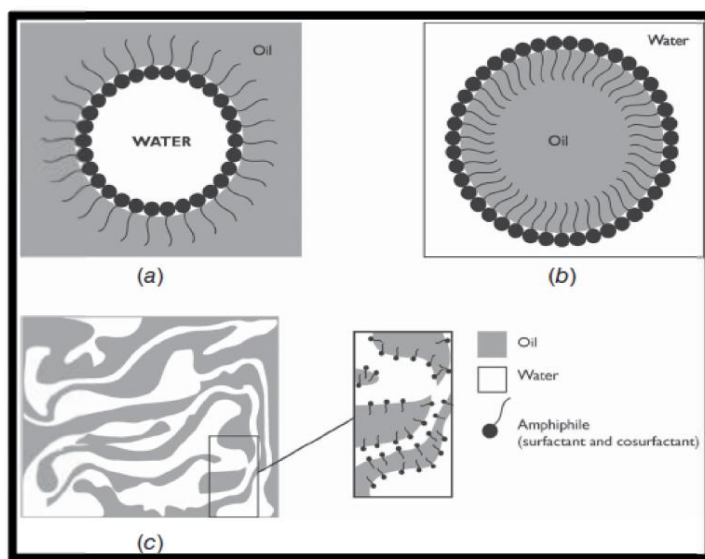 Oil
WATER
(a)
Water
Oil
(b)
Oil
Water
Amphiphile
(surfactant and cosurfactant)
(c)